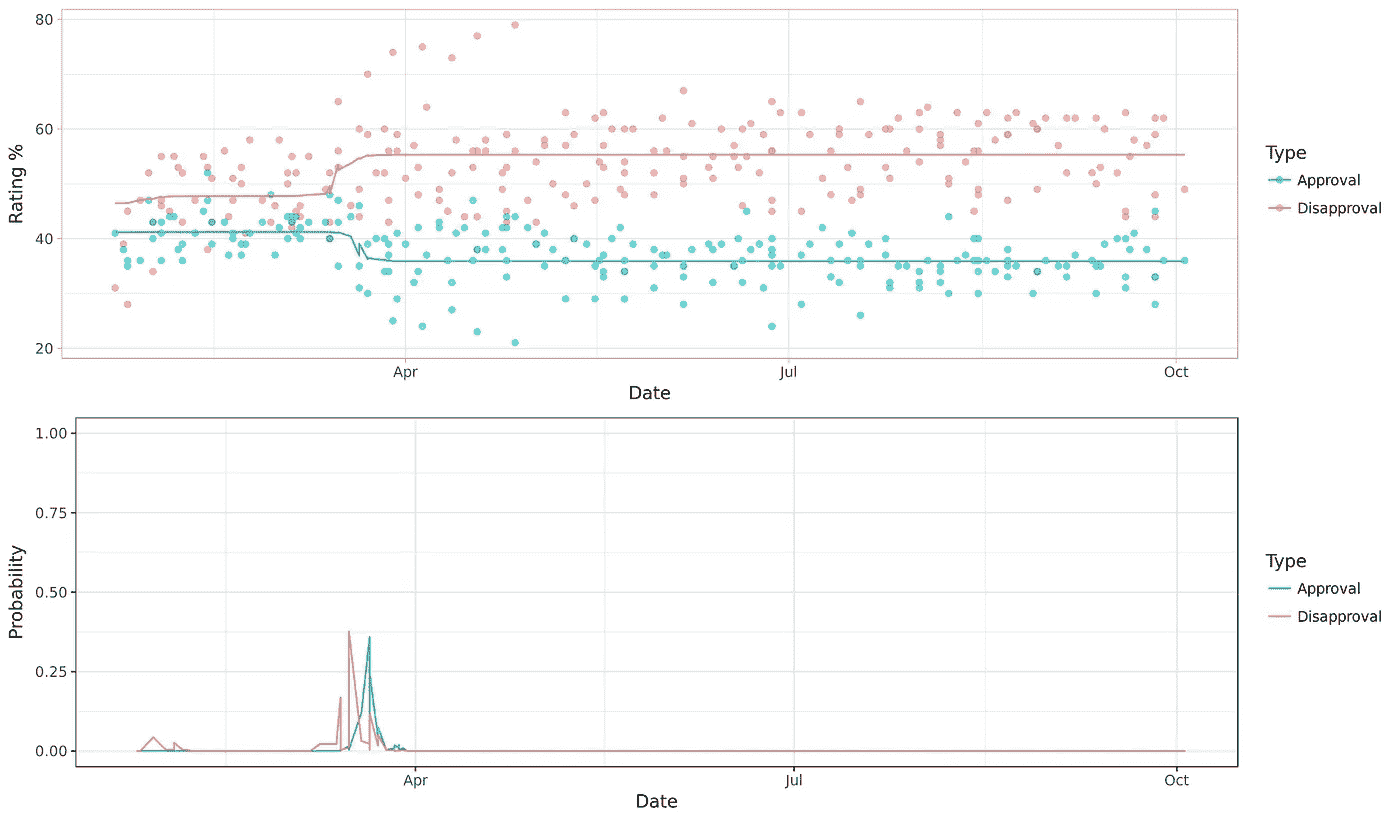 80
60
40
20
Rating %
Apr
Jul
Oct
Date
Type
Approval
Disapproval
1.00
0.75
0.50
0.25
0.00
Probability
Apr
Jul
Oct
Date
Type
Approval
Disapproval